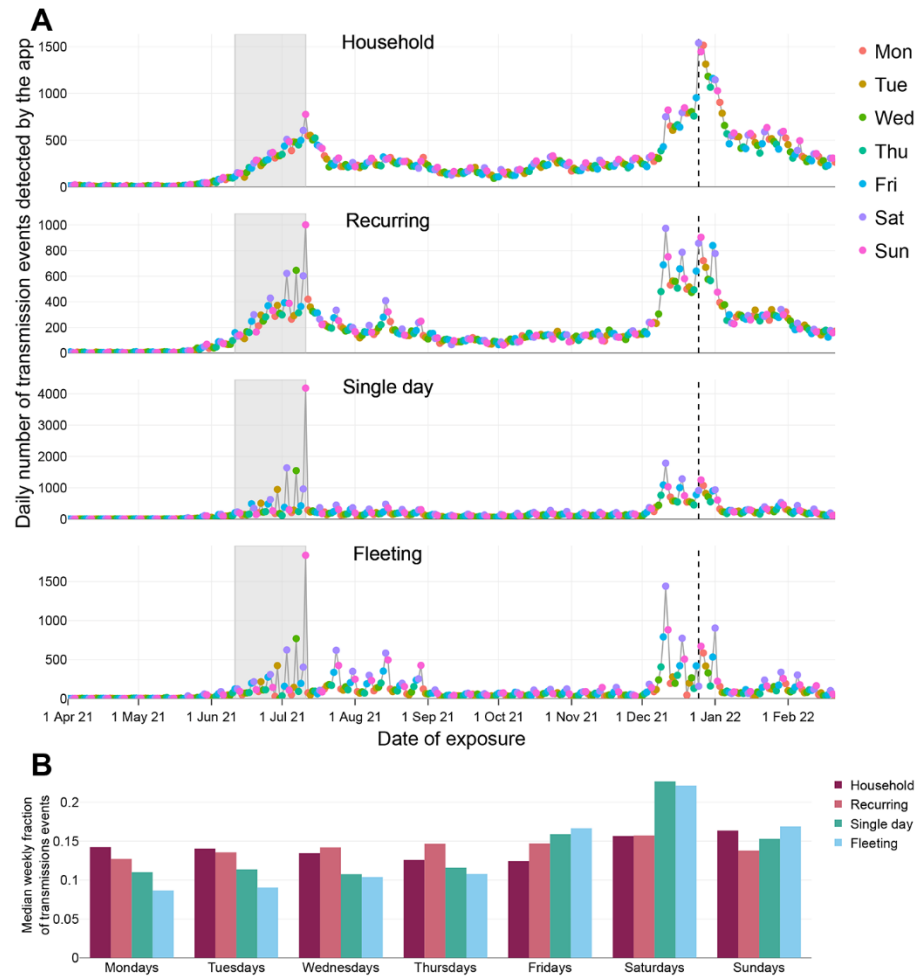 A
Daily number of transmission events detected by the app
Household
1500
1000
500
0
Mon
Tue
Wed
Thu
Fri
Sat
Sun
Recurring
1000
800
600
400
200
0
Single day
4000
3000
2000
1000
0
Fleeting
1500
1000
500
0
1 Apr 21 1 May 21 1 Jun 21 1 Jul 21 1 Aug 21 1 Sep 21 1 Oct 21 1 Nov 21 1 Dec 21 1 Jan 22 1 Feb 22
Date of exposure
B
Median weekly fraction
of transmissions events
0.2
0.15
0.1
0.05
0
Household
Recurring
Single day
Fleeting
Mondays Tuesdays Wednesdays Thursdays Fridays Saturdays Sundays